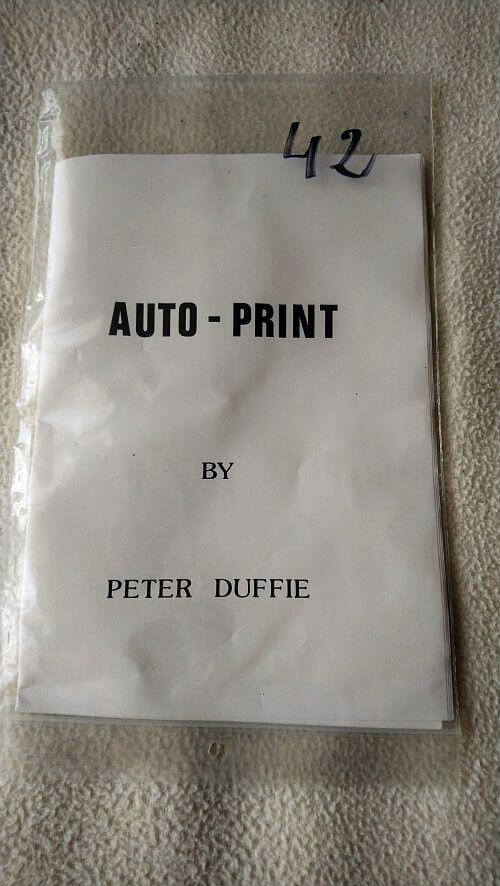 42
AUTO - PRINT
BY
PETER DUFFIE